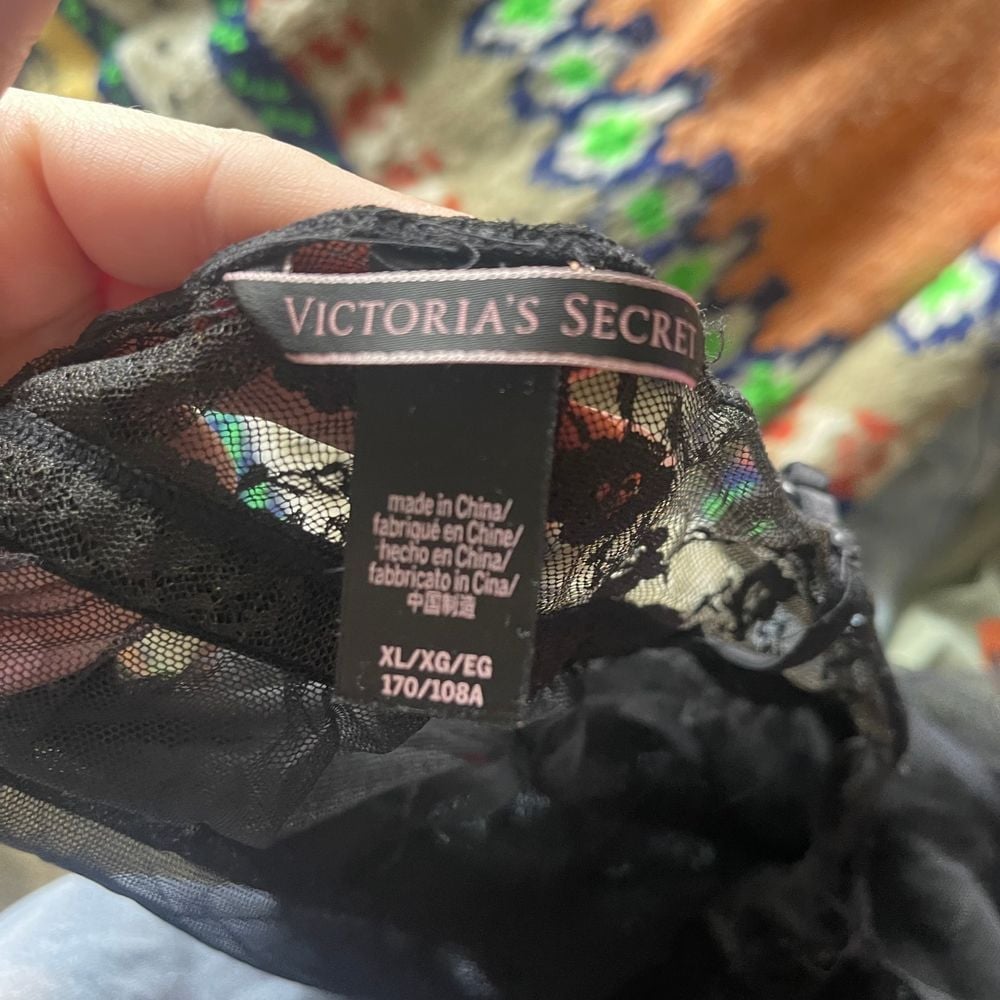 VICTORIA'S SECRET
made in China/
fabriqué en Chine/
hecho en China/
fabbricato in Cina/
中国制造
XL/XG/EG
170/108A